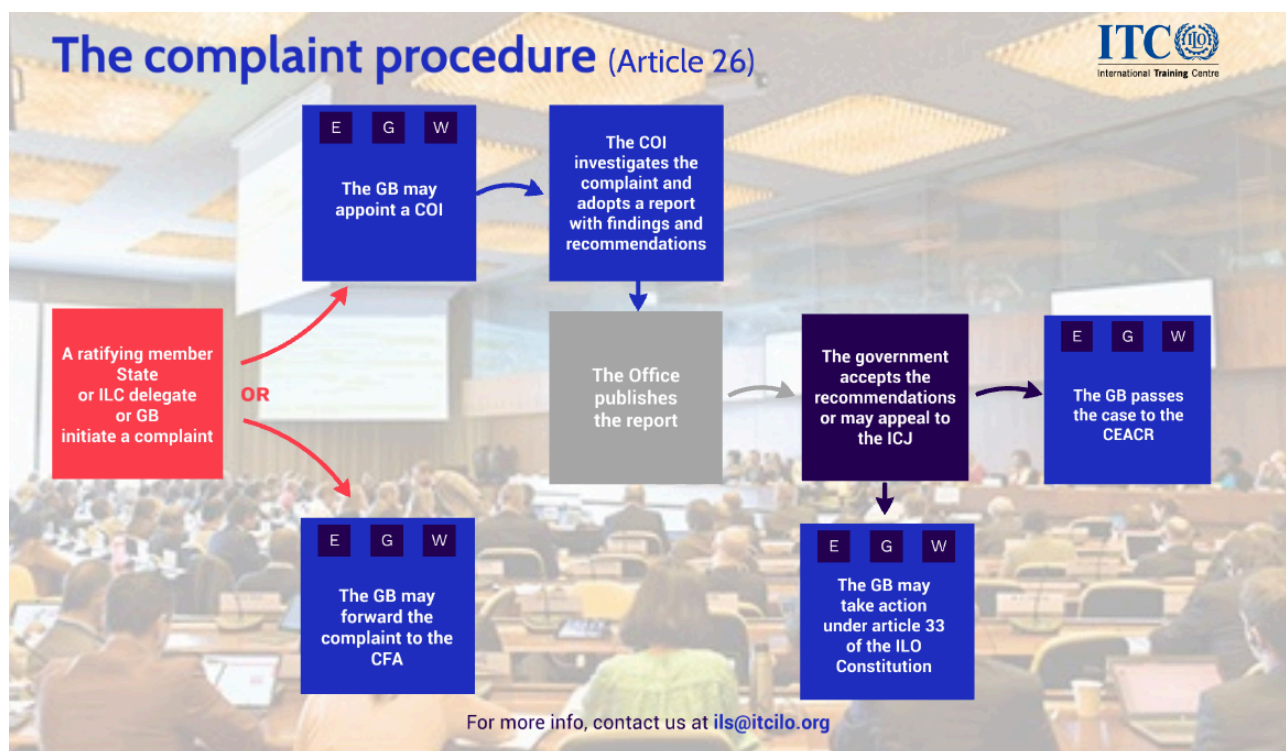 The complaint procedure (Article 26)
ITC
ILO
International Training Centre
E G W
The GB may
appoint a COI
The COI
investigates the
complaint and
adopts a report
with findings and
recommendations
A ratifying member
State
or ILC delegate
or GB
initiate a complaint
OR
The Office
publishes
the report
The government
accepts the
recommendations
or may appeal to
the ICJ
E G W
The GB passes
the case to the
CEACR
E G W
The GB may
forward the
complaint to the
CFA
E G W
The GB may
take action
under article 33
of the ILO
Constitution
For more info, contact us at ils@itcilo.org